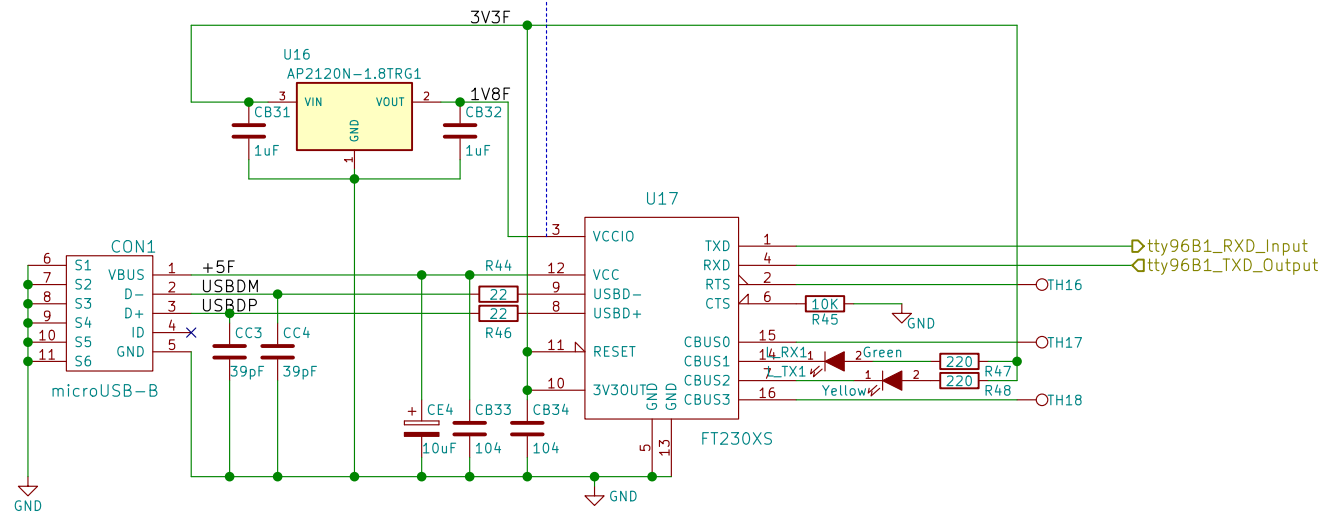 3V3F
U16
AP2120N-1.8TRG1
3 VIN VOUT 2
1V8F
GND
1
CB31
1uF
CB32
1uF
U17
3 VCCIO
TXD 1
tty96B1_RXD_Input
RXD 4
tty96B1_TXD_Output
CON1
6 S1
7 S2
8 S3
9 S4
10 S5
11 S6
VBUS 1
D- 2
D+ 3
ID 4
GND 5
microUSB-B
+5F
USBDM
USBDP
R44
22
22
R46
12 VCC
9 USBD-
8 USBD+
RTS 2
TH16
CTS 6
10K
R45
GND
CC3
39pF
CC4
39pF
11 RESET
10 3V3OUT
GND
GND
5
13
CBUS0 15
TH17
CBUS1 14
L_RX1
1 2
Green
220
R47
CBUS2 7
L_TX1
1 2
Yellow
220
R48
CBUS3 16
TH18
FT230XS
+ CE4
10uF
CB33
104
CB34
104
GND
GND